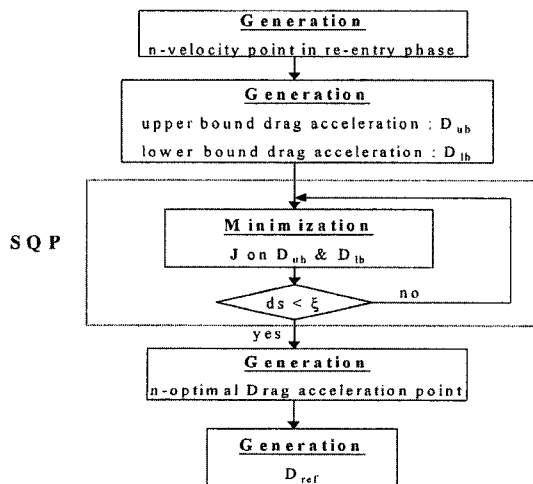 Generation
n-velocity point in re-entry phase
Generation
upper bound drag acceleration : D_ub
lower bound drag acceleration : D_lb
SQP
Minimization
J on D_ub & D_lb
ds < ξ
no
yes
Generation
n-optimal Drag acceleration point
Generation
D_ref